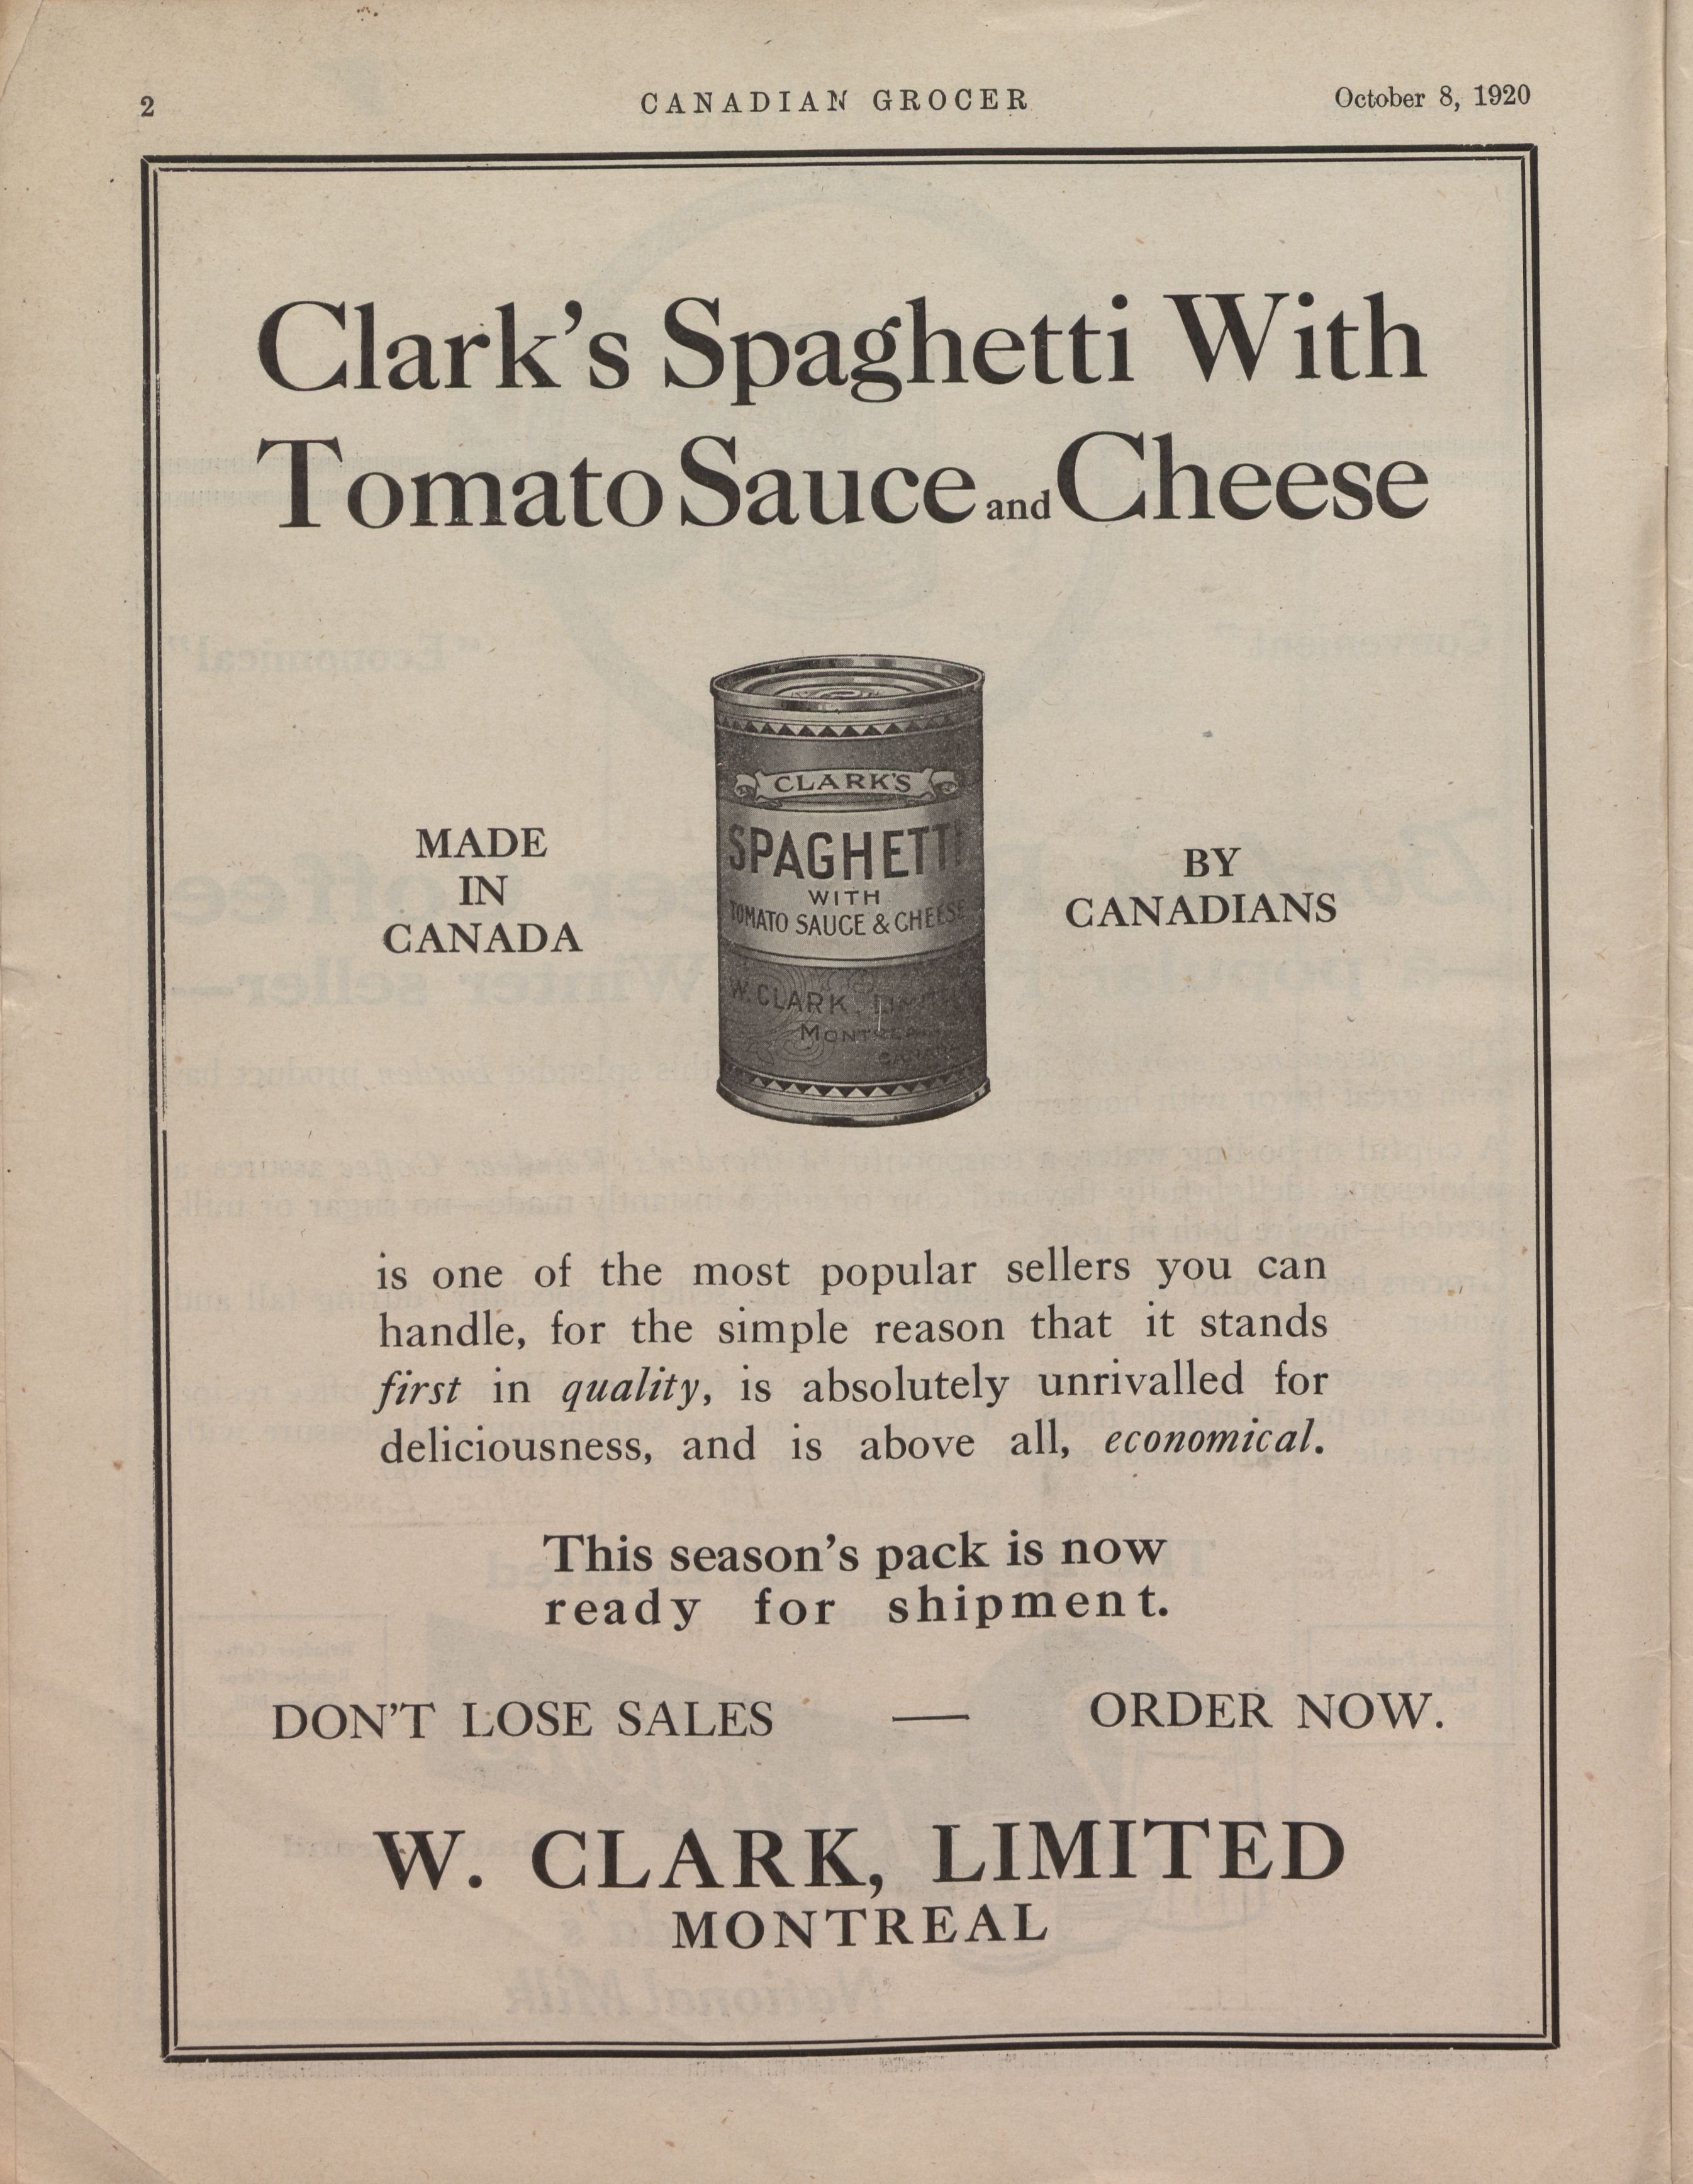 2
CANADIAN GROCER
October 8, 1920
Clark's Spaghetti With
Tomato Sauce and Cheese
MADE
IN
CANADA
CLARK'S
SPAGHETTI
WITH
TOMATO SAUCE & CHEESE
W. CLARK, LIMITED
MONTREAL
CANADA
BY
CANADIANS
is one of the most popular sellers you can
handle, for the simple reason that it stands
first in quality, is absolutely unrivalled for
deliciousness, and is above all, economical.
This season's pack is now
ready for shipment.
DON'T LOSE SALES — ORDER NOW.
W. CLARK, LIMITED
MONTREAL